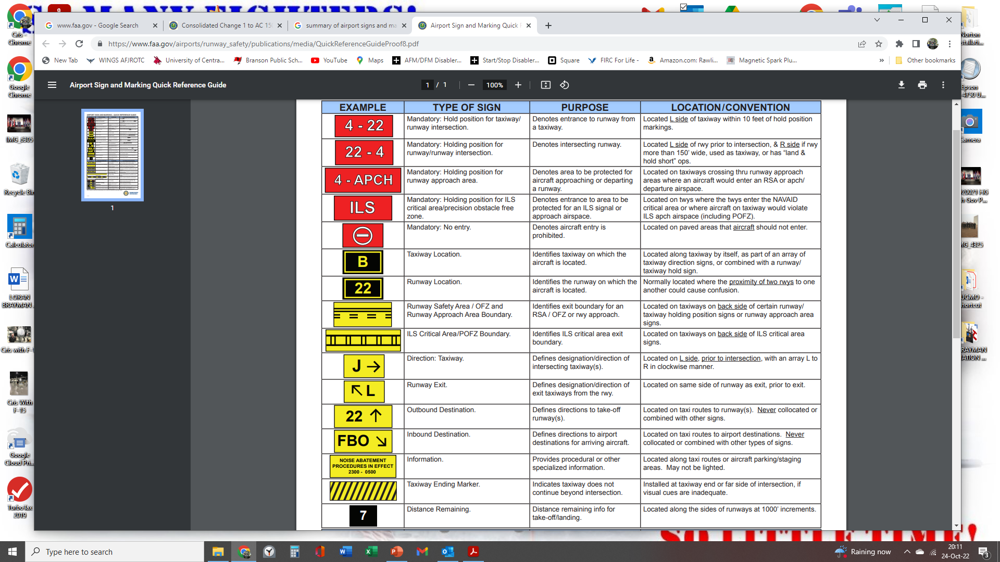 Cris - Chrome
Google Chrome
IMG_6305
Recycle Bin
Calculator
LORAN BRAYMAN
Cris with F-1
Cris With F-15
Google Cloud Pri...
TurboTax 2019
www.faa.gov - Google Search
Consolidated Change 1 to AC 15
summary of airport signs and ma
Airport Sign and Marking Quick R
https://www.faa.gov/airports/runway_safety/publications/media/QuickReferenceGuideProof8.pdf
New Tab
WINGS AFJROTC
University of Centra...
Branson Public Sch...
YouTube
Maps
AFM/DFM Disabler...
Start/Stop Disabler...
Square
FIRC For Life -
Amazon.com: Rawli...
Magnetic Spark Plu...
»
Other bookmarks
Airport Sign and Marking Quick Reference Guide
1 / 1
100%
1
EXAMPLE TYPE OF SIGN PURPOSE LOCATION/CONVENTION
4 - 22
Mandatory: Hold position for taxiway/
runway intersection.
Denotes entrance to runway from
a taxiway.
Located L side of taxiway within 10 feet of hold position
markings.
22 - 4
Mandatory: Holding position for
runway/runway intersection.
Denotes intersecting runway.
Located L side of rwy prior to intersection, & R side if rwy
more than 150' wide, used as taxiway, or has “land &
hold short” ops.
4 - APCH
Mandatory: Holding position for
runway approach area.
Denotes area to be protected for
aircraft approaching or departing
a runway.
Located on taxiways crossing thru runway approach
areas where an aircraft would enter an RSA or apch/
departure airspace.
ILS
Mandatory: Holding position for ILS
critical area/precision obstacle free
zone.
Denotes entrance to area to be
protected for an ILS signal or
approach airspace.
Located on twys where the twys enter the NAVAID
critical area or where aircraft on taxiway would violate
ILS apch airspace (including POFZ).
Mandatory: No entry.
Denotes aircraft entry is
prohibited.
Located on paved areas that aircraft should not enter.
B
Taxiway Location.
Identifies taxiway on which the
aircraft is located.
Located along taxiway by itself, as part of an array of
taxiway direction signs, or combined with a runway/
taxiway hold sign.
22
Runway Location.
Identifies the runway on which the
aircraft is located.
Normally located where the proximity of two rwys to one
another could cause confusion.
Runway Safety Area / OFZ and
Runway Approach Area Boundary.
Identifies exit boundary for an
RSA / OFZ or rwy approach.
Located on taxiways on back side of certain runway/
taxiway holding position signs or runway approach area
signs.
ILS Critical Area/POFZ Boundary.
Identifies ILS critical area exit
boundary.
Located on taxiways on back side of ILS critical area
signs.
J →
Direction: Taxiway.
Defines designation/direction of
intersecting taxiway(s).
Located on L side, prior to intersection, with an array L to
R in clockwise manner.
↖ L
Runway Exit.
Defines designation/direction of
exit taxiways from the rwy.
Located on same side of runway as exit, prior to exit.
22 ↑
Outbound Destination.
Defines directions to take-off
runway(s).
Located on taxi routes to runway(s). Never collocated or
combined with other signs.
FBO ↘
Inbound Destination.
Defines directions to airport
destinations for arriving aircraft.
Located on taxi routes to airport destinations. Never
collocated or combined with other types of signs.
NOISE ABATEMENT
PROCEDURES IN EFFECT
2300 - 0500
Information.
Provides procedural or other
specialized information.
Located along taxi routes or aircraft parking/staging
areas. May not be lighted.
Taxiway Ending Marker.
Indicates taxiway does not
continue beyond intersection.
Installed at taxiway end or far side of intersection, if
visual cues are inadequate.
7
Distance Remaining.
Distance remaining info for
take-off/landing.
Located along the sides of runways at 1000' increments.
Norton
stallati...
Epson
-4750 U...
Camera
20021 HG
h Gov P...
MG_4325
UCMO -
hortcut
RAYMAN
ATION ...
SO LITTLE TIME!
Type here to search
Raining now
20:11
24-Oct-22
3